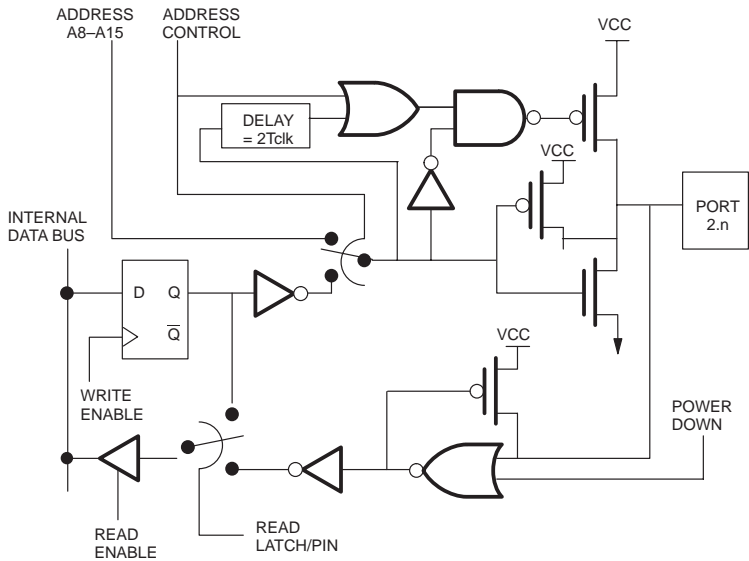 ADDRESS
A8–A15
ADDRESS
CONTROL
VCC
DELAY
= 2Tclk
VCC
INTERNAL
DATA BUS
PORT
2.n
D Q
Q̅
WRITE
ENABLE
VCC
POWER
DOWN
READ
ENABLE
READ
LATCH/PIN